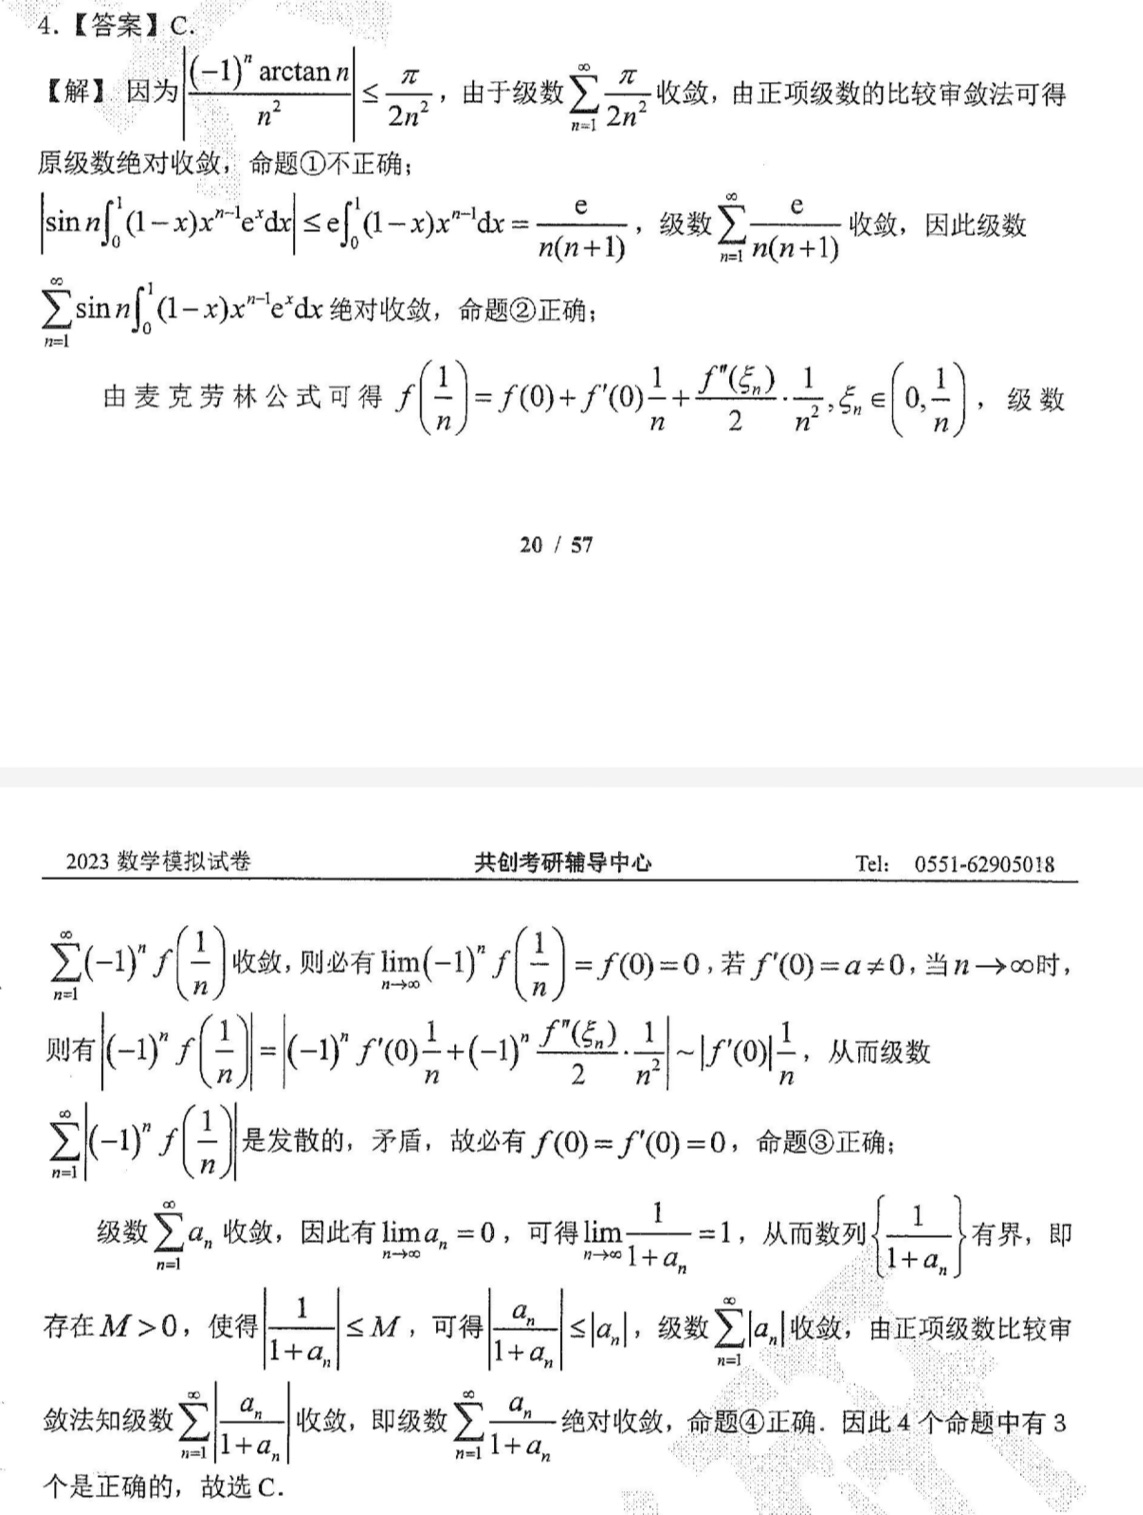 4.【答案】C.
【解】 因为 $\left|\frac{(-1)^n \arctan n}{n^2}\right| \leq \frac{\pi}{2n^2}$，由于级数 $\sum_{n=1}^{\infty} \frac{\pi}{2n^2}$ 收敛，由正项级数的比较审敛法可得
原级数绝对收敛，命题①不正确；
$\left|\sin n \int_0^1 (1-x)x^{n-1}\mathrm{e}^x \mathrm{d}x\right| \leq \mathrm{e}\int_0^1 (1-x)x^{n-1}\mathrm{d}x = \frac{\mathrm{e}}{n(n+1)}$，级数 $\sum_{n=1}^{\infty} \frac{\mathrm{e}}{n(n+1)}$ 收敛，因此级数
$\sum_{n=1}^{\infty} \sin n \int_0^1 (1-x)x^{n-1}\mathrm{e}^x \mathrm{d}x$ 绝对收敛，命题②正确；
由麦克劳林公式可得 $f\left(\frac{1}{n}\right) = f(0) + f'(0)\frac{1}{n} + \frac{f''(\xi_n)}{2} \cdot \frac{1}{n^2}, \xi_n \in \left(0, \frac{1}{n}\right)$，级数
20 / 57
2023 数学模拟试卷 共创考研辅导中心 Tel: 0551-62905018
$\sum_{n=1}^{\infty} (-1)^n f\left(\frac{1}{n}\right)$ 收敛，则必有 $\lim_{n\to\infty} (-1)^n f\left(\frac{1}{n}\right) = f(0) = 0$，若 $f'(0) = a \neq 0$，当 $n \to \infty$ 时，
则有 $\left|(-1)^n f\left(\frac{1}{n}\right)\right| = \left|(-1)^n f'(0)\frac{1}{n} + (-1)^n \frac{f''(\xi_n)}{2} \cdot \frac{1}{n^2}\right| \sim |f'(0)|\frac{1}{n}$，从而级数
$\sum_{n=1}^{\infty} \left|(-1)^n f\left(\frac{1}{n}\right)\right|$ 是发散的，矛盾，故必有 $f(0) = f'(0) = 0$，命题③正确；
级数 $\sum_{n=1}^{\infty} a_n$ 收敛，因此有 $\lim_{n\to\infty} a_n = 0$，可得 $\lim_{n\to\infty} \frac{1}{1+a_n} = 1$，从而数列 $\left\{\frac{1}{1+a_n}\right\}$ 有界，即
存在 $M > 0$，使得 $\left|\frac{1}{1+a_n}\right| \leq M$，可得 $\left|\frac{a_n}{1+a_n}\right| \leq |a_n|$，级数 $\sum_{n=1}^{\infty} |a_n|$ 收敛，由正项级数比较审
敛法知级数 $\sum_{n=1}^{\infty} \left|\frac{a_n}{1+a_n}\right|$ 收敛，即级数 $\sum_{n=1}^{\infty} \frac{a_n}{1+a_n}$ 绝对收敛，命题④正确．因此 4 个命题中有 3
个是正确的，故选 C.